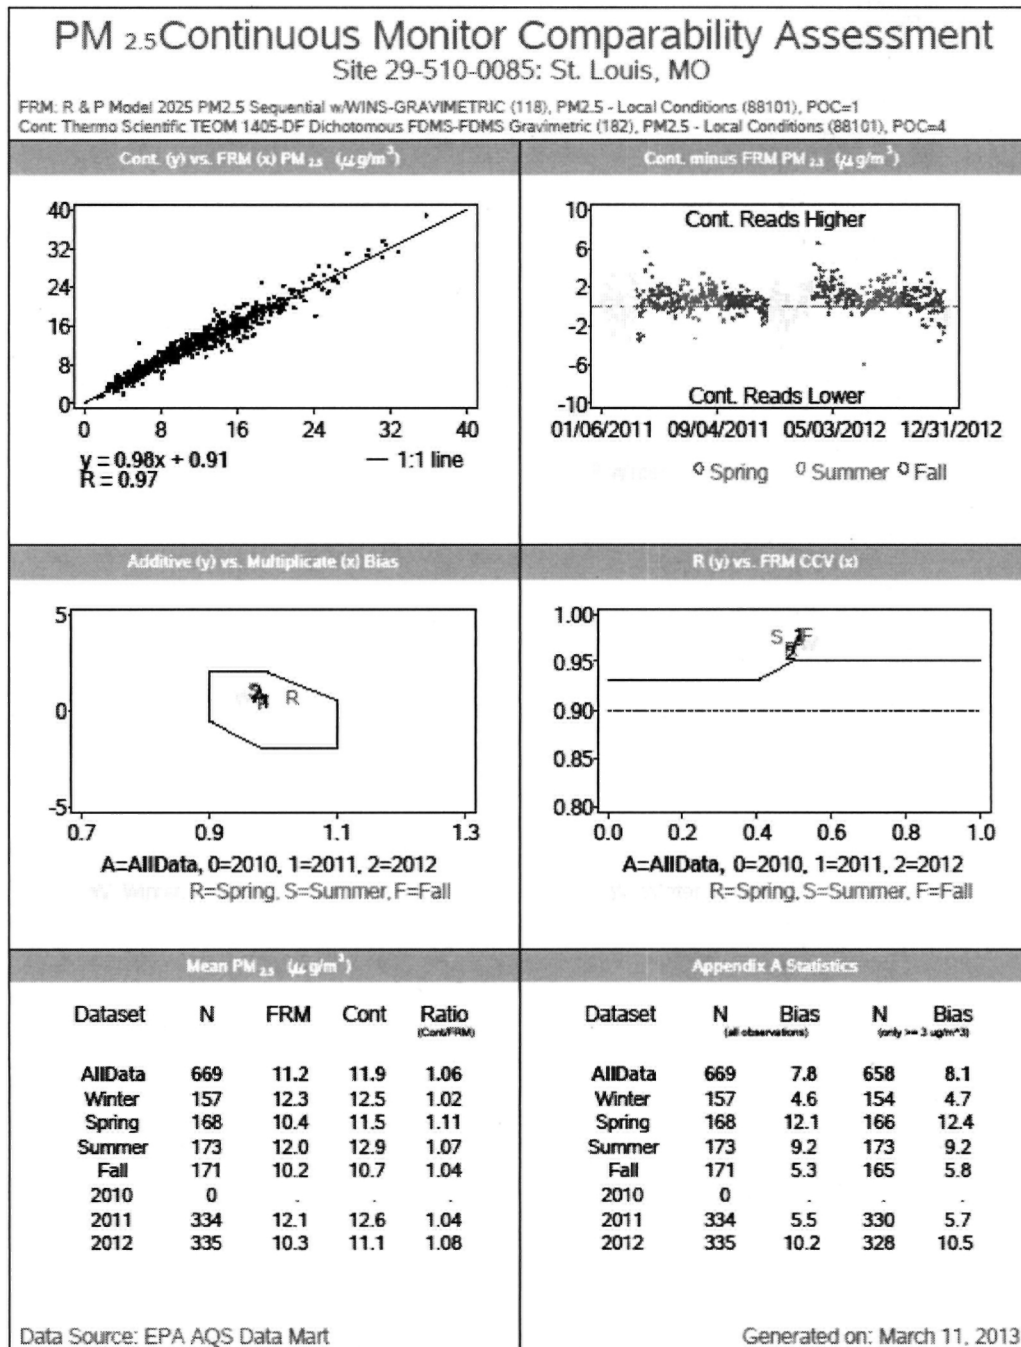 PM 2.5 Continuous Monitor Comparability Assessment
Site 29-510-0085: St. Louis, MO
FRM: R & P Model 2025 PM2.5 Sequential w/WINS-GRAVIMETRIC (118), PM2.5 - Local Conditions (88101), POC=1
Cont: Thermo Scientific TEOM 1405-DF Dichotomous FDMS-FDMS Gravimetric (182), PM2.5 - Local Conditions (88101), POC=4
Cont. (y) vs. FRM (x) PM 2.5 (μg/m³)
40
32
24
16
8
0
0 8 16 24 32 40
y = 0.98x + 0.91
— 1:1 line
R = 0.97
Cont. minus FRM PM 2.5 (μg/m³)
10
Cont. Reads Higher
6
2
-2
-6
-10
Cont. Reads Lower
01/06/2011 09/04/2011 05/03/2012 12/31/2012
Spring Summer Fall
Additive (y) vs. Multiplicate (x) Bias
5
0
-5
S
R
0.7 0.9 1.1 1.3
A=AllData, 0=2010, 1=2011, 2=2012
R=Spring, S=Summer, F=Fall
R (y) vs. FRM CCV (x)
1.00
0.95
0.90
0.85
0.80
S
F
0.0 0.2 0.4 0.6 0.8 1.0
A=AllData, 0=2010, 1=2011, 2=2012
R=Spring, S=Summer, F=Fall
Mean PM 2.5 (μg/m³)
Dataset N FRM Cont Ratio
(Cont/FRM)
AllData 669 11.2 11.9 1.06
Winter 157 12.3 12.5 1.02
Spring 168 10.4 11.5 1.11
Summer 173 12.0 12.9 1.07
Fall 171 10.2 10.7 1.04
2010 0 . . .
2011 334 12.1 12.6 1.04
2012 335 10.3 11.1 1.08
Appendix A Statistics
Dataset N Bias N Bias
(all observations) (only >= 3 ug/m^3)
AllData 669 7.8 658 8.1
Winter 157 4.6 154 4.7
Spring 168 12.1 166 12.4
Summer 173 9.2 173 9.2
Fall 171 5.3 165 5.8
2010 0 . . .
2011 334 5.5 330 5.7
2012 335 10.2 328 10.5
Data Source: EPA AQS Data Mart
Generated on: March 11, 2013